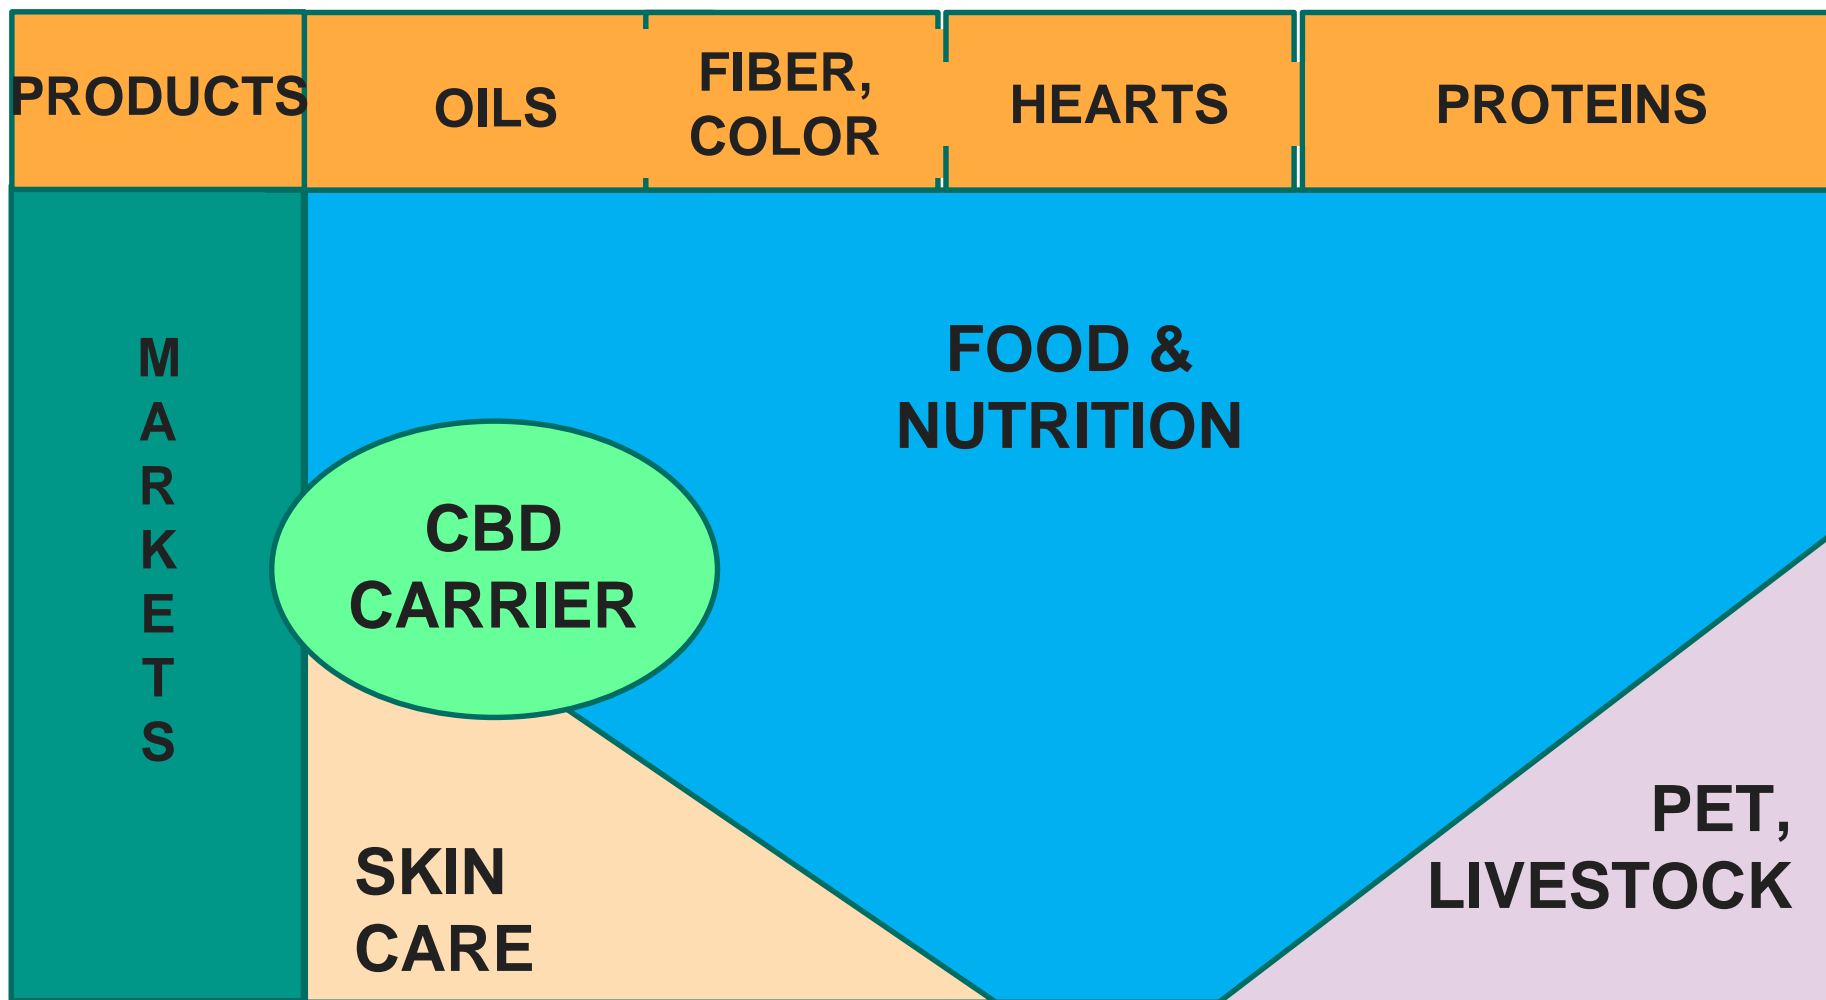 PRODUCTS
OILS
FIBER,
COLOR
HEARTS
PROTEINS
M
A
R
K
E
T
S
FOOD &
NUTRITION
CBD
CARRIER
SKIN
CARE
PET,
LIVESTOCK